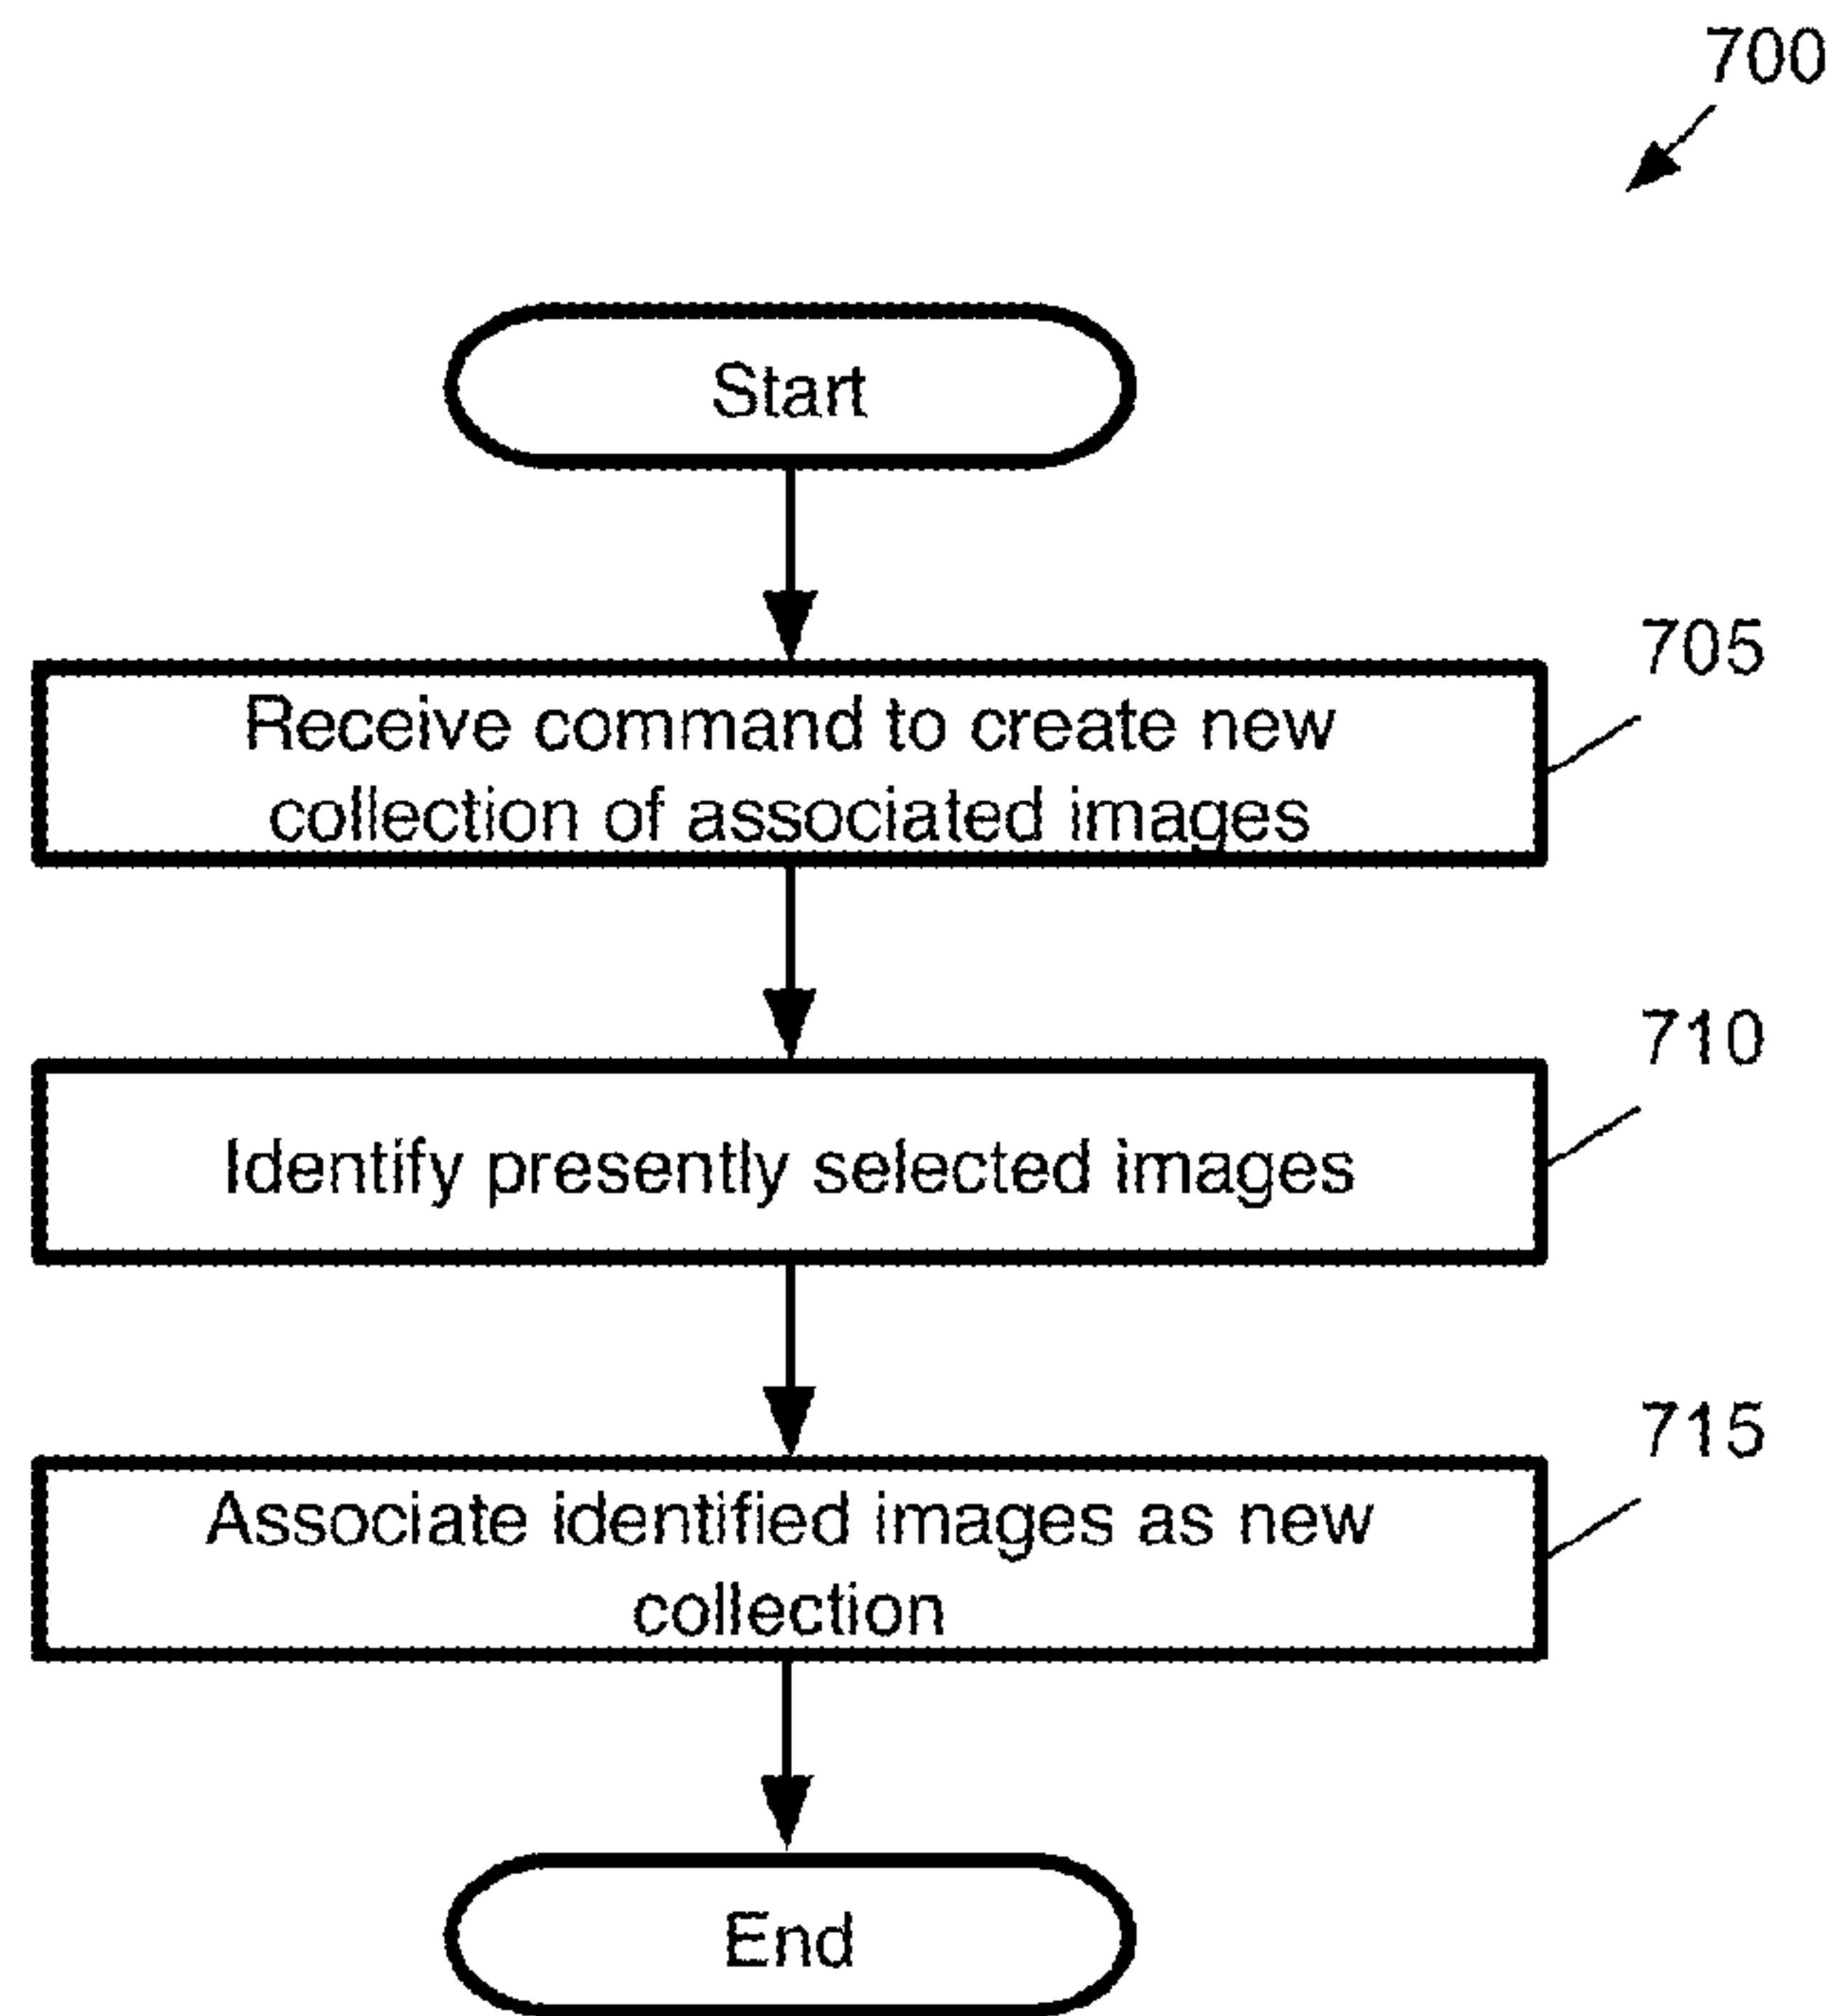 700
Start
705
Receive command to create new
collection of associated images
710
Identify presently selected images
715
Associate identified images as new
collection
End